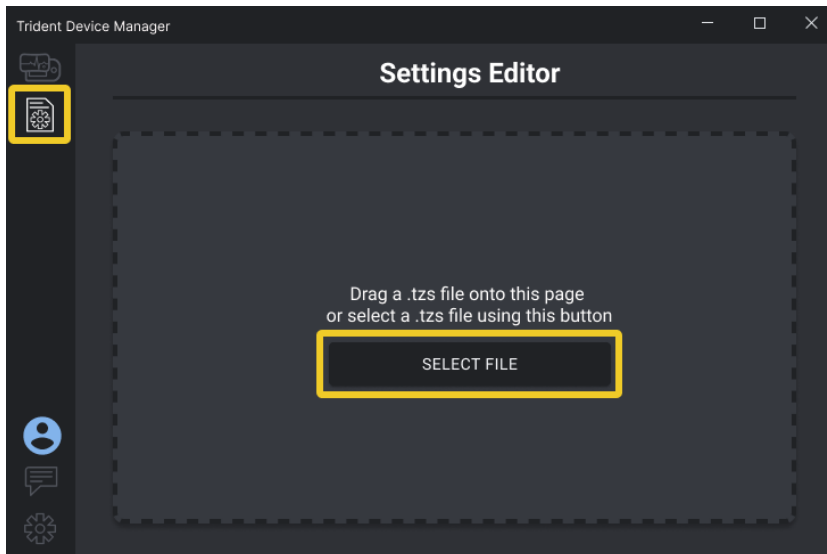 Trident Device Manager
Settings Editor
Drag a .tzs file onto this page
or select a .tzs file using this button
SELECT FILE